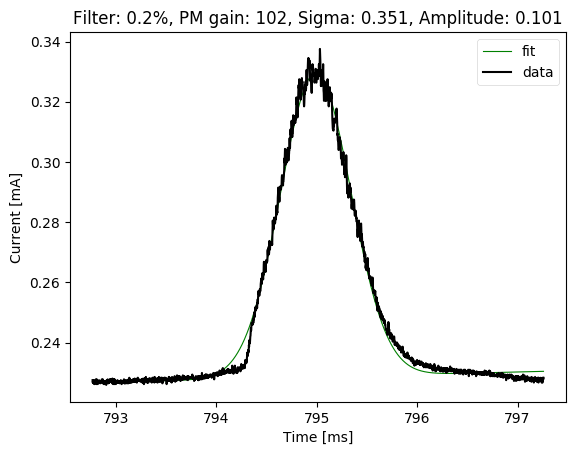 Filter: 0.2%, PM gain: 102, Sigma: 0.351, Amplitude: 0.101
fit
data
0.34
0.32
0.30
0.28
0.26
0.24
Current [mA]
793
794
795
796
797
Time [ms]